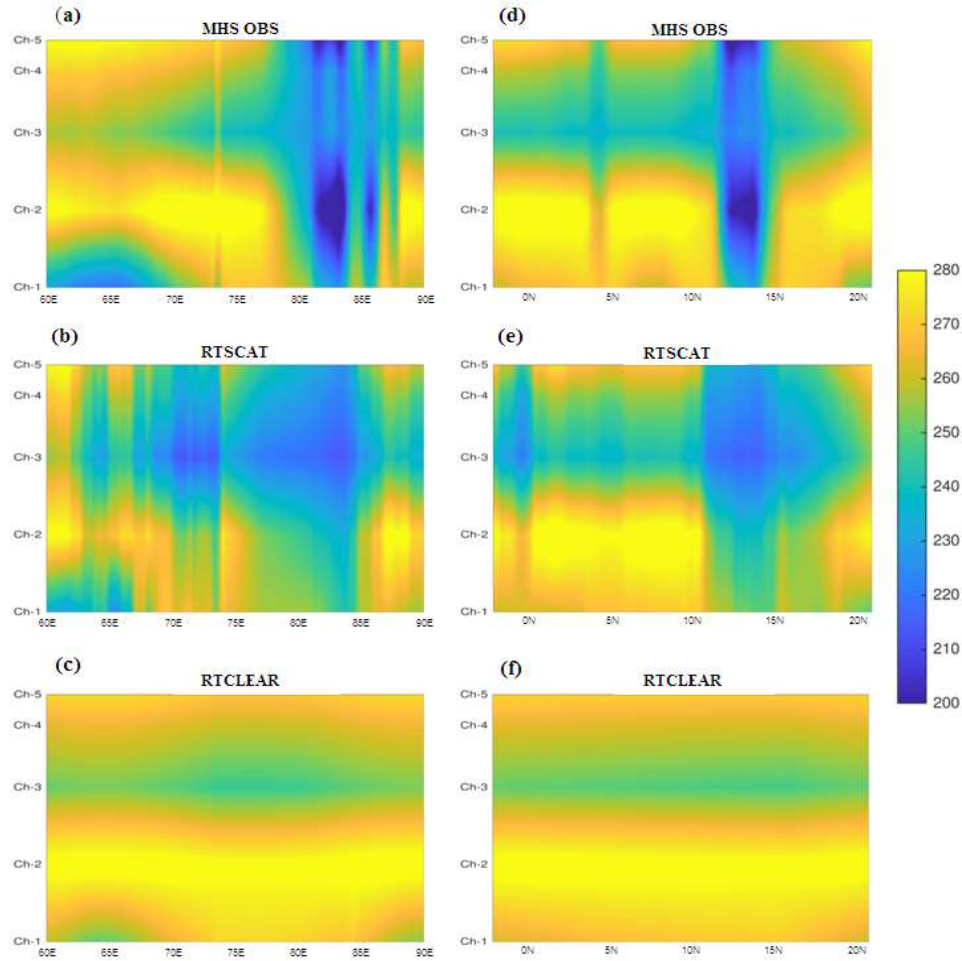 (a)
MHS OBS
Ch-5
Ch-4
Ch-3
Ch-2
Ch-1
60E 65E 70E 75E 80E 85E 90E
(d)
MHS OBS
Ch-5
Ch-4
Ch-3
Ch-2
Ch-1
0N 5N 10N 15N 20N
(b)
RTSCAT
Ch-5
Ch-4
Ch-3
Ch-2
Ch-1
60E 65E 70E 75E 80E 85E 90E
(e)
RTSCAT
Ch-5
Ch-4
Ch-3
Ch-2
Ch-1
0N 5N 10N 15N 20N
(c)
RTCLEAR
Ch-5
Ch-4
Ch-3
Ch-2
Ch-1
60E 65E 70E 75E 80E 85E 90E
(f)
RTCLEAR
Ch-5
Ch-4
Ch-3
Ch-2
Ch-1
0N 5N 10N 15N 20N
280
270
260
250
240
230
220
210
200